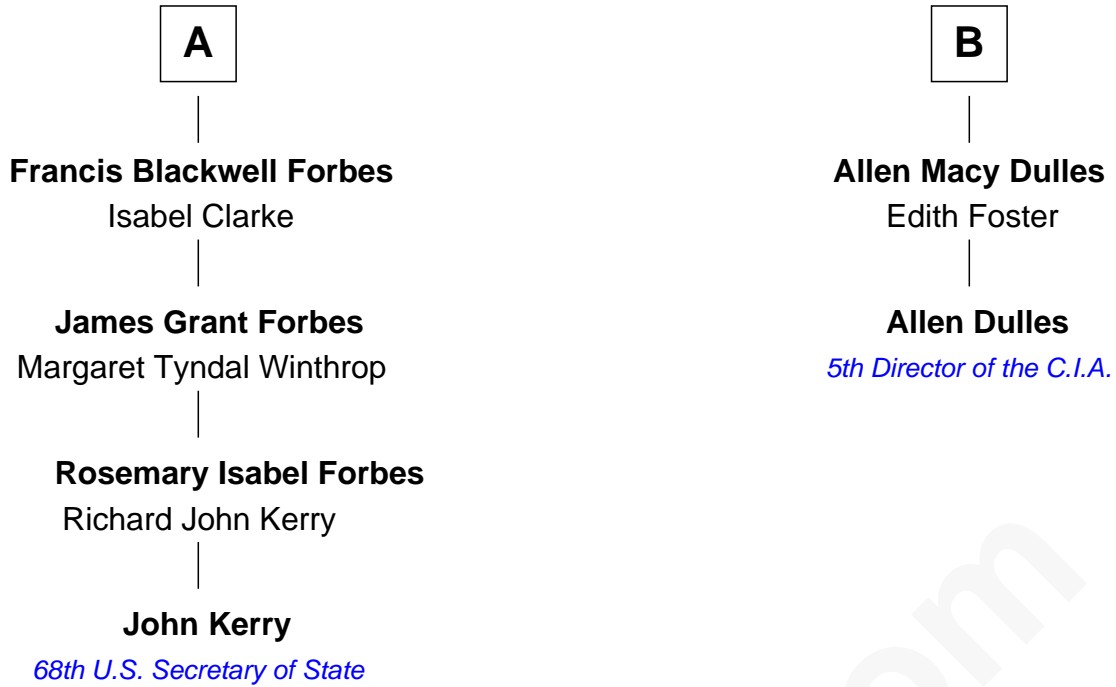 A
Francis Blackwell Forbes
Isabel Clarke
James Grant Forbes
Margaret Tyndal Winthrop
Rosemary Isabel Forbes
Richard John Kerry
John Kerry
68th U.S. Secretary of State
B
Allen Macy Dulles
Edith Foster
Allen Dulles
5th Director of the C.I.A.
om